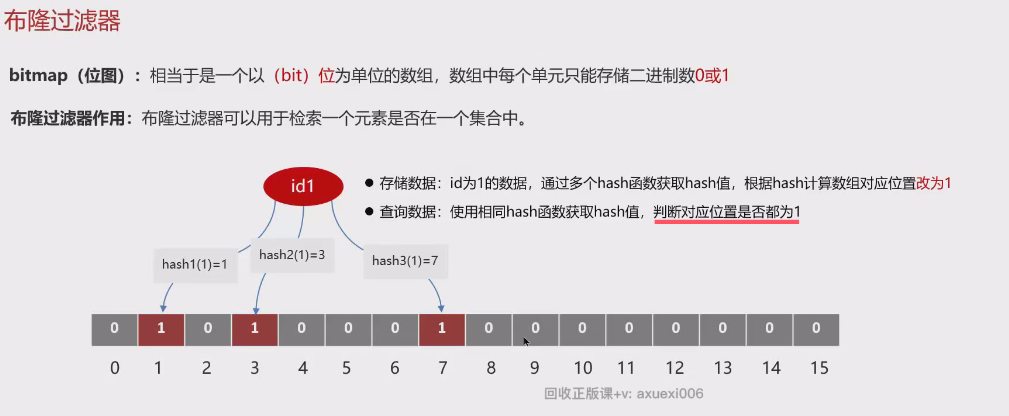 布隆过滤器
bitmap（位图）：相当于是一个以（bit）位为单位的数组，数组中每个单元只能存储二进制数0或1
布隆过滤器作用：布隆过滤器可以用于检索一个元素是否在一个集合中。
id1
● 存储数据：id为1的数据，通过多个hash函数获取hash值，根据hash计算数组对应位置改为1
● 查询数据：使用相同hash函数获取hash值，判断对应位置是否都为1
hash1(1)=1
hash2(1)=3
hash3(1)=7
0 1 0 1 0 0 0 1 0 0 0 0 0 0 0 0
0 1 2 3 4 5 6 7 8 9 10 11 12 13 14 15
回收正版课+v: axuexi006